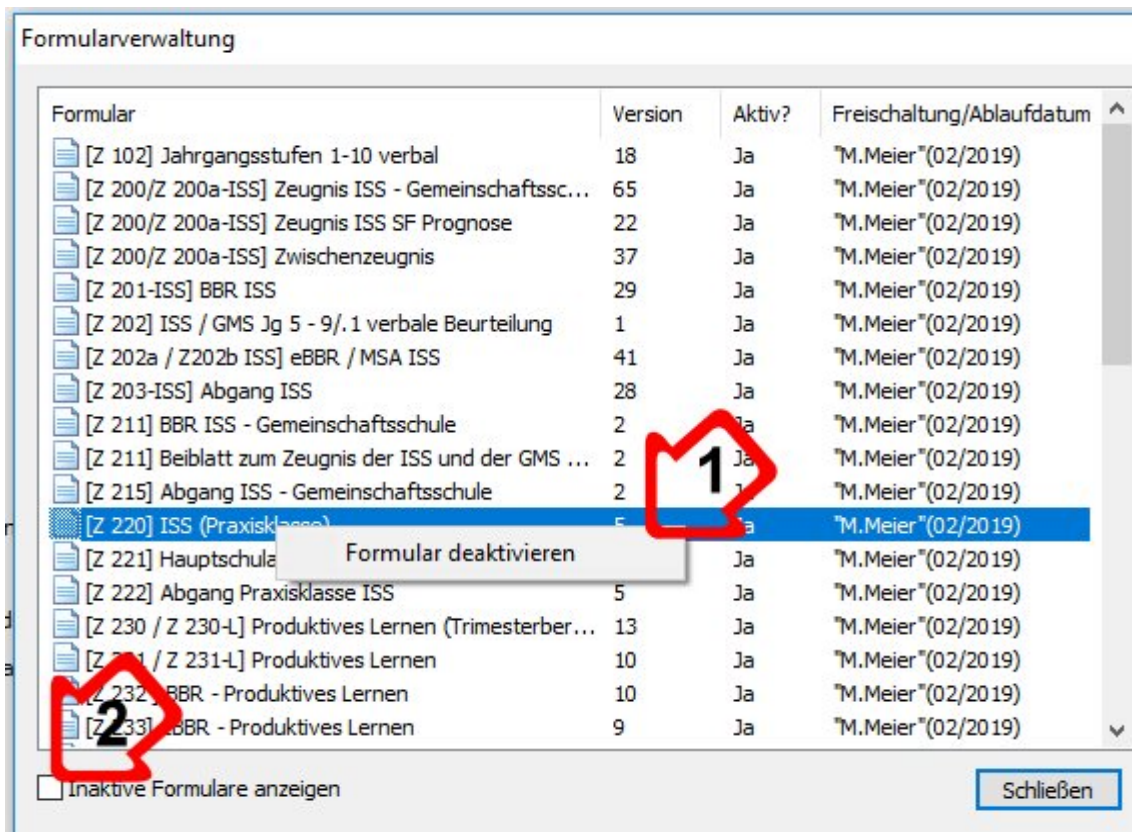 Formularverwaltung
Formular Version Aktiv? Freischaltung/Ablaufdatum
[Z 102] Jahrgangsstufen 1-10 verbal 18 Ja "M.Meier"(02/2019)
[Z 200/Z 200a-ISS] Zeugnis ISS - Gemeinschaftssc... 65 Ja "M.Meier"(02/2019)
[Z 200/Z 200a-ISS] Zeugnis ISS SF Prognose 22 Ja "M.Meier"(02/2019)
[Z 200/Z 200a-ISS] Zwischenzeugnis 37 Ja "M.Meier"(02/2019)
[Z 201-ISS] BBR ISS 29 Ja "M.Meier"(02/2019)
[Z 202] ISS / GMS Jg 5 - 9/.1 verbale Beurteilung 1 Ja "M.Meier"(02/2019)
[Z 202a / Z202b ISS] eBBR / MSA ISS 41 Ja "M.Meier"(02/2019)
[Z 203-ISS] Abgang ISS 28 Ja "M.Meier"(02/2019)
[Z 211] BBR ISS - Gemeinschaftsschule 2 Ja "M.Meier"(02/2019)
[Z 211] Beiblatt zum Zeugnis der ISS und der GMS ... 2 1 Ja "M.Meier"(02/2019)
[Z 215] Abgang ISS - Gemeinschaftsschule 2 "M.Meier"(02/2019)
[Z 220] ISS (Praxisklasse) 5 "M.Meier"(02/2019)
Formular deaktivieren
[Z 221] Hauptschula Ja "M.Meier"(02/2019)
[Z 222] Abgang Praxisklasse ISS 5 Ja "M.Meier"(02/2019)
[Z 230 / Z 230-L] Produktives Lernen (Trimesterber... 13 Ja "M.Meier"(02/2019)
/ Z 231-L] Produktives Lernen 10 Ja "M.Meier"(02/2019)
[Z 232] BBR - Produktives Lernen 10 Ja "M.Meier"(02/2019)
2 - Produktives Lernen 9 Ja "M.Meier"(02/2019)
Inaktive Formulare anzeigen Schließen